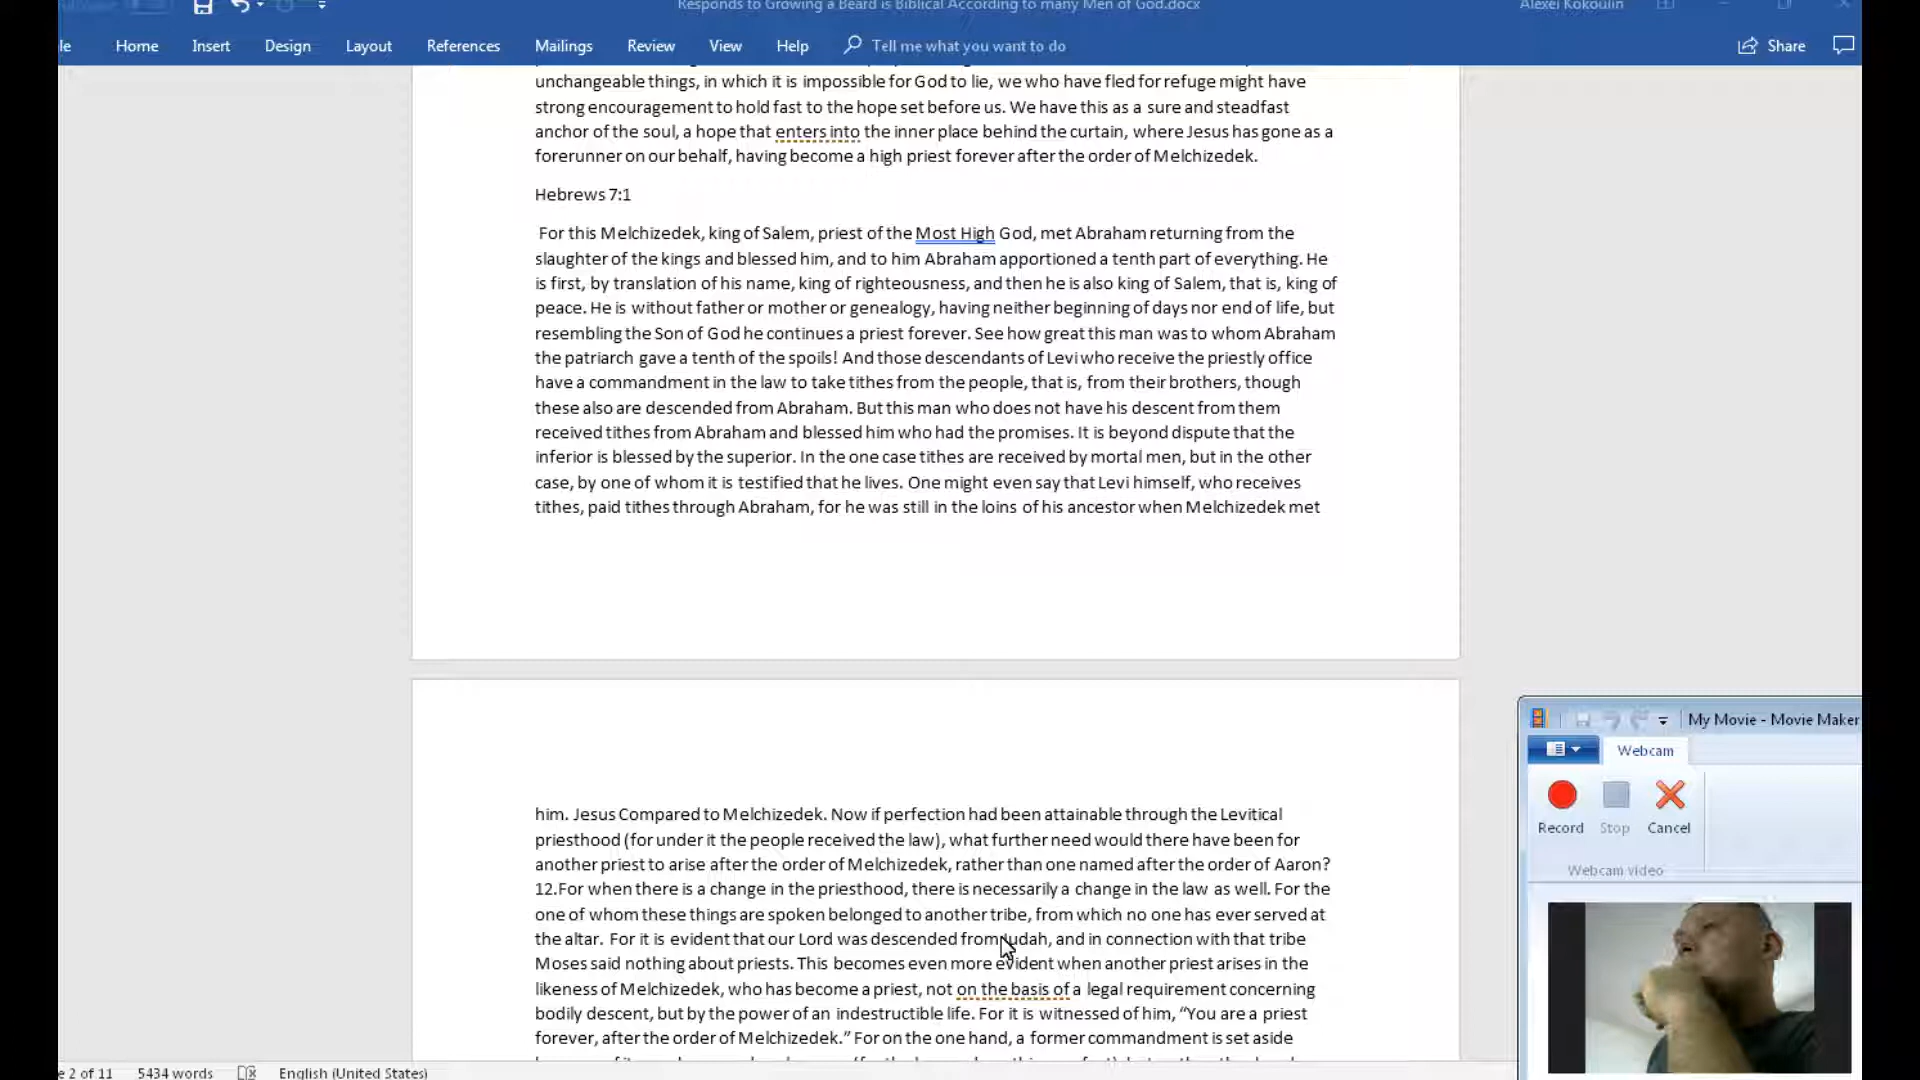 Responds to Growing a Beard is Biblical According to many Men of God.docx
Alexei Kokoulin
le Home Insert Design Layout References Mailings Review View Help Tell me what you want to do Share
unchangeable things, in which it is impossible for God to lie, we who have fled for refuge might have
strong encouragement to hold fast to the hope set before us. We have this as a sure and steadfast
anchor of the soul, a hope that enters into the inner place behind the curtain, where Jesus has gone as a
forerunner on our behalf, having become a high priest forever after the order of Melchizedek.
Hebrews 7:1
For this Melchizedek, king of Salem, priest of the Most High God, met Abraham returning from the
slaughter of the kings and blessed him, and to him Abraham apportioned a tenth part of everything. He
is first, by translation of his name, king of righteousness, and then he is also king of Salem, that is, king of
peace. He is without father or mother or genealogy, having neither beginning of days nor end of life, but
resembling the Son of God he continues a priest forever. See how great this man was to whom Abraham
the patriarch gave a tenth of the spoils! And those descendants of Levi who receive the priestly office
have a commandment in the law to take tithes from the people, that is, from their brothers, though
these also are descended from Abraham. But this man who does not have his descent from them
received tithes from Abraham and blessed him who had the promises. It is beyond dispute that the
inferior is blessed by the superior. In the one case tithes are received by mortal men, but in the other
case, by one of whom it is testified that he lives. One might even say that Levi himself, who receives
tithes, paid tithes through Abraham, for he was still in the loins of his ancestor when Melchizedek met
him. Jesus Compared to Melchizedek. Now if perfection had been attainable through the Levitical
priesthood (for under it the people received the law), what further need would there have been for
another priest to arise after the order of Melchizedek, rather than one named after the order of Aaron?
12.For when there is a change in the priesthood, there is necessarily a change in the law as well. For the
one of whom these things are spoken belonged to another tribe, from which no one has ever served at
the altar. For it is evident that our Lord was descended from Judah, and in connection with that tribe
Moses said nothing about priests. This becomes even more evident when another priest arises in the
likeness of Melchizedek, who has become a priest, not on the basis of a legal requirement concerning
bodily descent, but by the power of an indestructible life. For it is witnessed of him, “You are a priest
forever, after the order of Melchizedek.” For on the one hand, a former commandment is set aside
My Movie - Movie Maker
Webcam
Record Stop Cancel
Webcam video
e 2 of 11 5434 words English (United States)